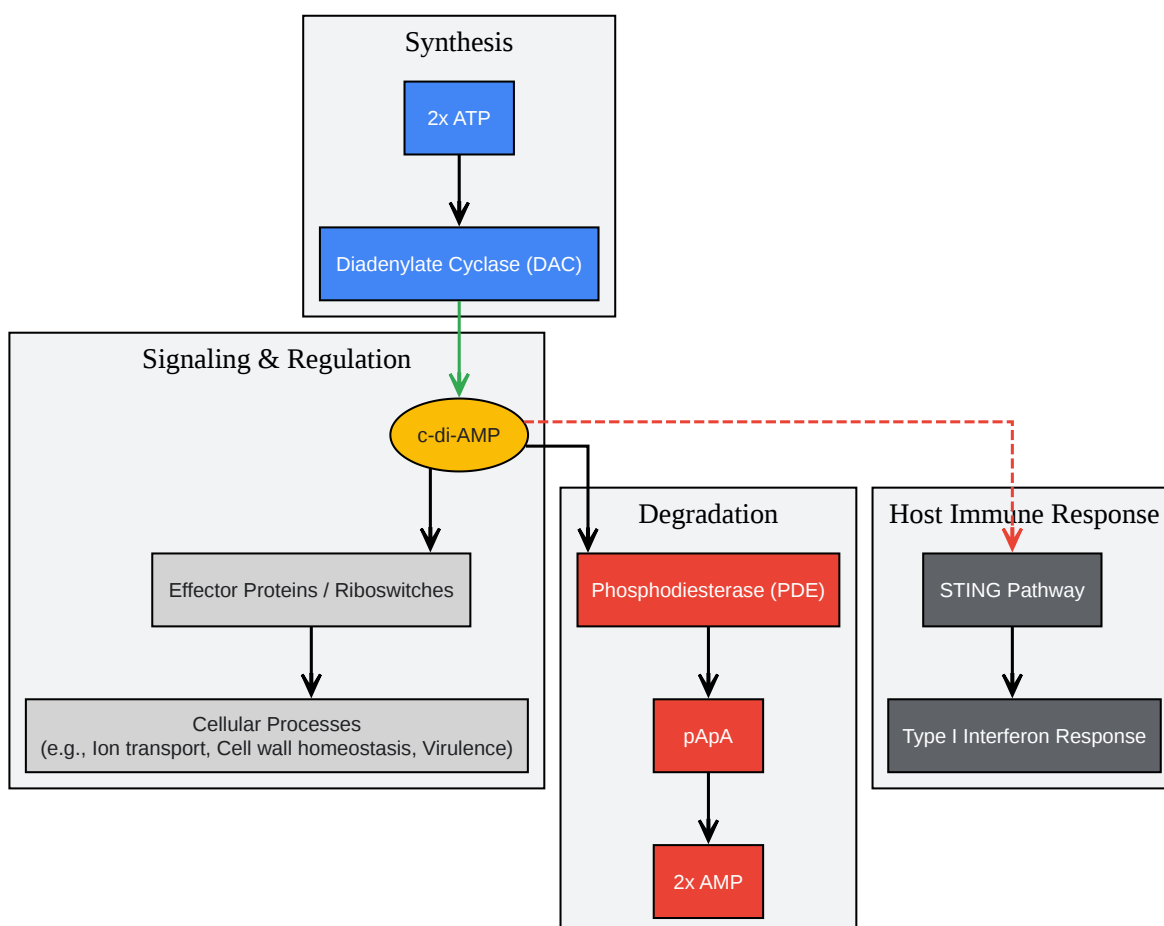 Synthesis
2x ATP
Diadenylate Cyclase (DAC)
Signaling & Regulation
c-di-AMP
Effector Proteins / Riboswitches
Cellular Processes
(e.g., Ion transport, Cell wall homeostasis, Virulence)
Degradation
Phosphodiesterase (PDE)
pApA
2x AMP
Host Immune Response
STING Pathway
Type I Interferon Response